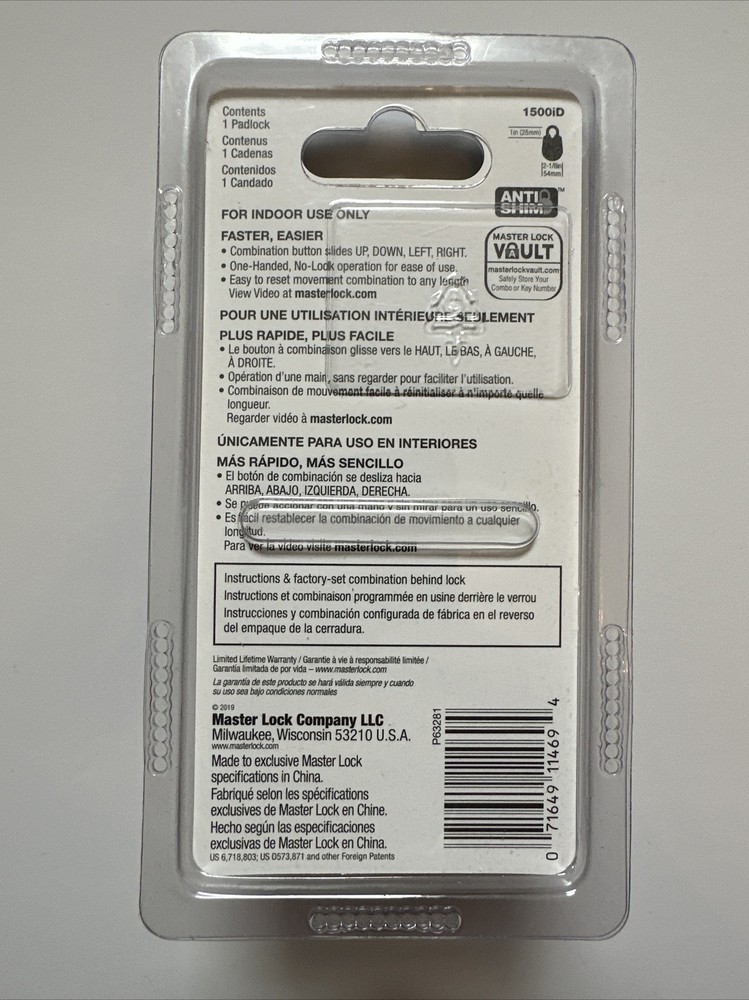 Contents
1 Padlock
Contenus
1 Cadenas
Contenidos
1 Candado
1500iD
1in (25mm)
2-1/8in
54mm
ANTI
SHIM™
FOR INDOOR USE ONLY
FASTER, EASIER
• Combination button slides UP, DOWN, LEFT, RIGHT.
• One-Handed, No-Look operation for ease of use.
• Easy to reset movement combination to any length
View Video at masterlock.com
MASTER LOCK
VAULT
masterlockvault.com
Safely Store Your
Combo or Key Number
POUR UNE UTILISATION INTÉRIEURE SEULEMENT
PLUS RAPIDE, PLUS FACILE
• Le bouton à combinaison glisse vers le HAUT, LE BAS, À GAUCHE,
À DROITE.
• Opération d'une main, sans regarder pour faciliter l'utilisation.
• Combinaison de mouvement facile à réinitialiser à n'importe quelle
longueur.
Regarder vidéo à masterlock.com
ÚNICAMENTE PARA USO EN INTERIORES
MÁS RÁPIDO, MÁS SENCILLO
• El botón de combinación se desliza hacia
ARRIBA, ABAJO, IZQUIERDA, DERECHA.
• Se puede accionar con una mano y sin mirar para un uso sencillo.
• Es fácil restablecer la combinación de movimiento a cualquier
longitud.
Para ver la video visite masterlock.com
Instructions & factory-set combination behind lock
Instructions et combinaison programmée en usine derrière le verrou
Instrucciones y combinación configurada de fábrica en el reverso
del empaque de la cerradura.
Limited Lifetime Warranty / Garantie à vie à responsabilité limitée /
Garantía limitada de por vida – www.masterlock.com
La garantía de este producto se hará válida siempre y cuando
su uso sea bajo condiciones normales
© 2019
Master Lock Company LLC
Milwaukee, Wisconsin 53210 U.S.A.
www.masterlock.com
Made to exclusive Master Lock
specifications in China.
Fabriqué selon les spécifications
exclusives de Master Lock en Chine.
Hecho según las especificaciones
exclusivas de Master Lock en China.
US 6,718,803; US D573,871 and other Foreign Patents
P63281
0 71649 11469 4